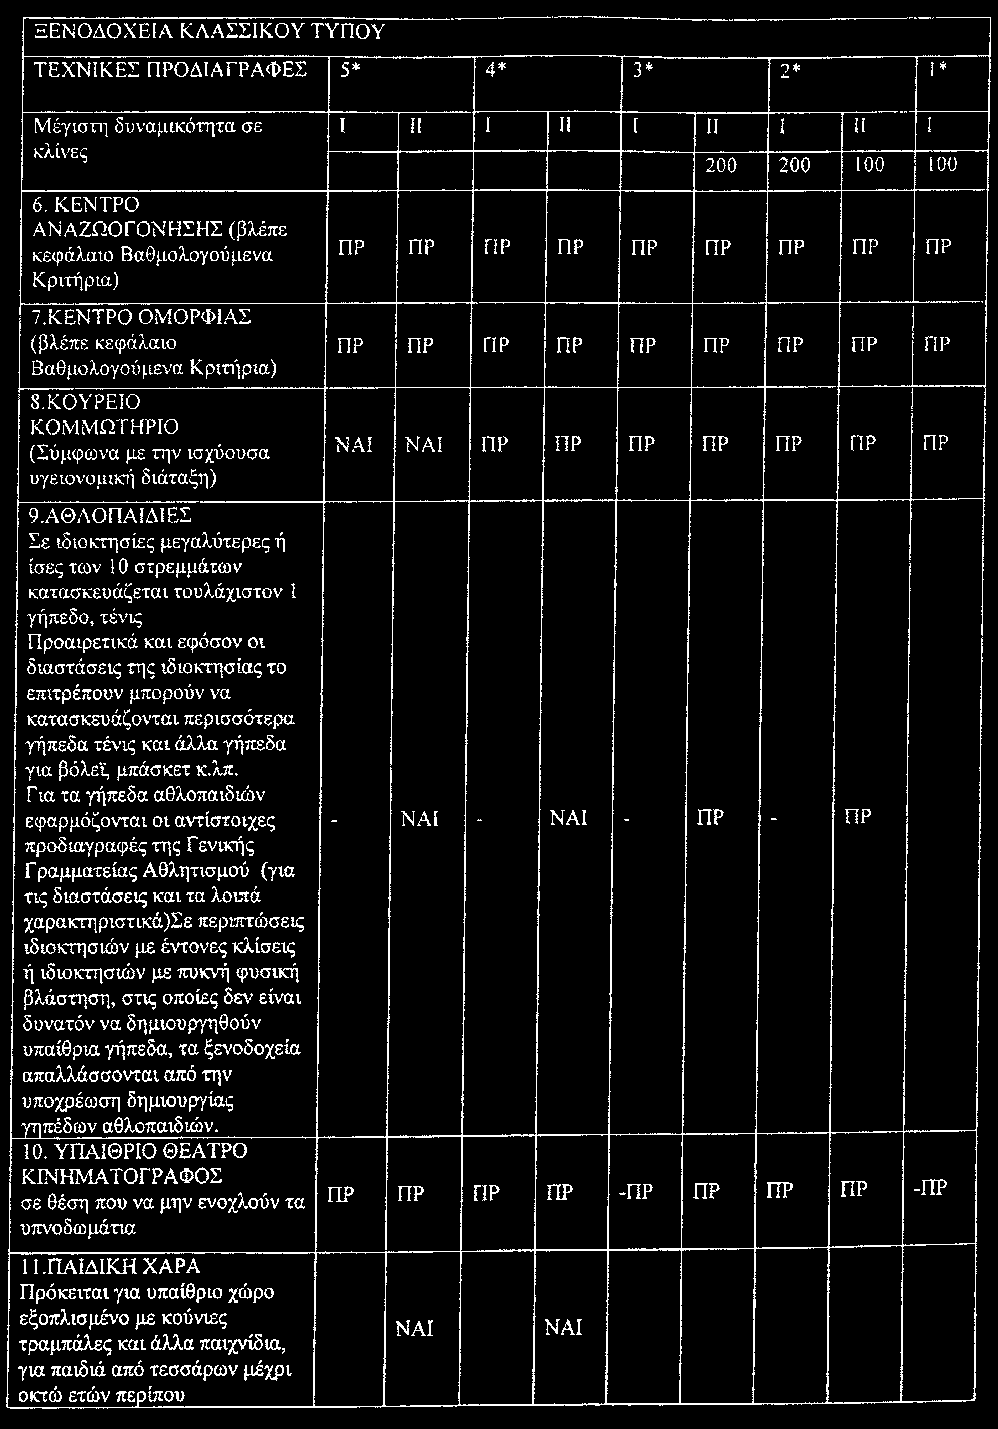 ΞΕΝΟΔΟΧΕΙΑ ΚΛΑΣΣΙΚΟΥ ΤΥΠΟΥ
ΤΕΧΝΙΚΕΣ ΠΡΟΔΙΑΓΡΑΦΕΣ 5* 4* 3* 2* 1*
Μέγιστη δυναμικότητα σε Ι ΙΙ Ι ΙΙ Ι ΙΙ Ι ΙΙ Ι
κλίνες 200 200 100 100
6. ΚΕΝΤΡΟ
ΑΝΑΖΩΟΓΟΝΗΣΗΣ (βλέπε
κεφάλαιο Βαθμολογούμενα ΠΡ ΠΡ ΠΡ ΠΡ ΠΡ ΠΡ ΠΡ ΠΡ ΠΡ
Κριτήρια)
7.ΚΕΝΤΡΟ ΟΜΟΡΦΙΑΣ
(βλέπε κεφάλαιο ΠΡ ΠΡ ΠΡ ΠΡ ΠΡ ΠΡ ΠΡ ΠΡ ΠΡ
Βαθμολογούμενα Κριτήρια)
8.ΚΟΥΡΕΙΟ
ΚΟΜΜΩΤΗΡΙΟ
(Σύμφωνα με την ισχύουσα ΝΑΙ ΝΑΙ ΠΡ ΠΡ ΠΡ ΠΡ ΠΡ ΠΡ ΠΡ
υγειονομική διάταξη)
9.ΑΘΛΟΠΑΙΔΙΕΣ
Σε ιδιοκτησίες μεγαλύτερες ή
ίσες των 10 στρεμμάτων
κατασκευάζεται τουλάχιστον 1
γήπεδο, τένις
Προαιρετικά και εφόσον οι
διαστάσεις της ιδιοκτησίας το
επιτρέπουν μπορούν να
κατασκευάζονται περισσότερα
γήπεδα τένις και άλλα γήπεδα
για βόλεϊ, μπάσκετ κ.λπ.
Για τα γήπεδα αθλοπαιδιών
εφαρμόζονται οι αντίστοιχες - ΝΑΙ - ΝΑΙ - ΠΡ - ΠΡ
προδιαγραφές της Γενικής
Γραμματείας Αθλητισμού (για
τις διαστάσεις και τα λοιπά
χαρακτηριστικά)Σε περιπτώσεις
ιδιοκτησιών με έντονες κλίσεις
ή ιδιοκτησιών με πυκνή φυσική
βλάστηση, στις οποίες δεν είναι
δυνατόν να δημιουργηθούν
υπαίθρια γήπεδα, τα ξενοδοχεία
απαλλάσσονται από την
υποχρέωση δημιουργίας
γηπέδων αθλοπαιδιών.
10. ΥΠΑΙΘΡΙΟ ΘΕΑΤΡΟ
ΚΙΝΗΜΑΤΟΓΡΑΦΟΣ
σε θέση που να μην ενοχλούν τα ΠΡ ΠΡ ΠΡ ΠΡ -ΠΡ ΠΡ ΠΡ ΠΡ -ΠΡ
υπνοδωμάτια
11.ΠΑΙΔΙΚΗ ΧΑΡΑ
Πρόκειται για υπαίθριο χώρο
εξοπλισμένο με κούνιες ΝΑΙ ΝΑΙ
τραμπάλες και άλλα παιχνίδια,
για παιδιά από τεσσάρων μέχρι
οκτώ ετών περίπου